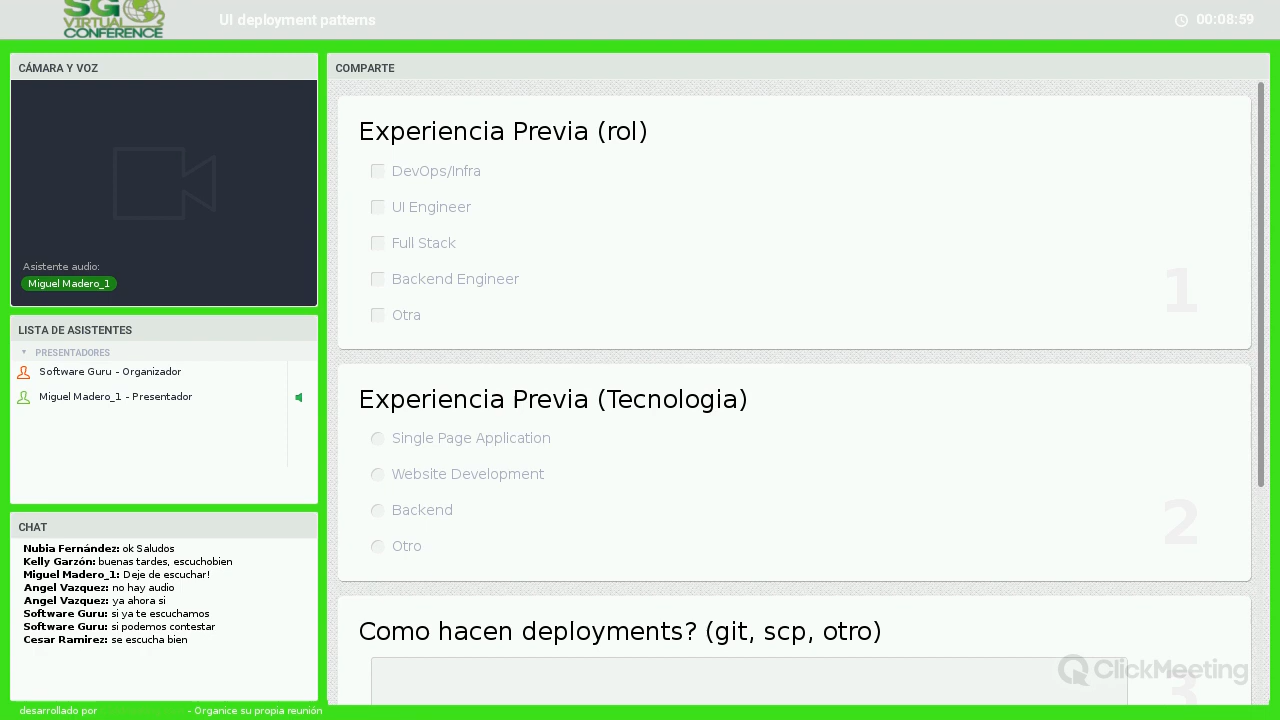 SG
VIRTUAL
CONFERENCE
UI deployment patterns
00:08:59
CÁMARA Y VOZ
Asistente audio:
Miguel Madero_1
LISTA DE ASISTENTES
PRESENTADORES
Software Guru - Organizador
Miguel Madero_1 - Presentador
CHAT
Nubia Fernández: ok Saludos
Kelly Garzón: buenas tardes, escuchobien
Miguel Madero_1: Deje de escuchar!
Angel Vazquez: no hay audio
Angel Vazquez: ya ahora si
Software Guru: si ya te escuchamos
Software Guru: si podemos contestar
Cesar Ramirez: se escucha bien
desarrollado por - Organice su propia reunión
COMPARTE
Experiencia Previa (rol)
DevOps/Infra
UI Engineer
Full Stack
Backend Engineer
Otra
1
Experiencia Previa (Tecnologia)
Single Page Application
Website Development
Backend
Otro
2
Como hacen deployments? (git, scp, otro)
3
ClickMeeting